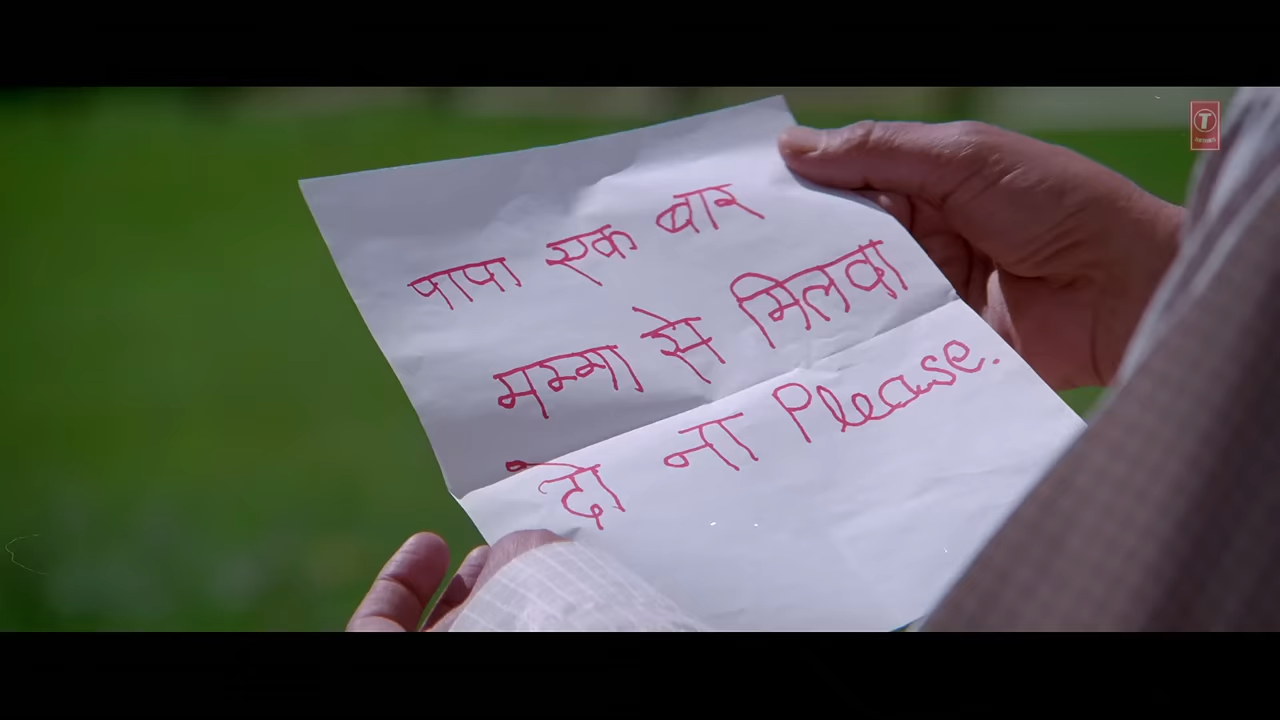 पापा एक बार
मम्मा से मिलवा
दो ना Please.
T